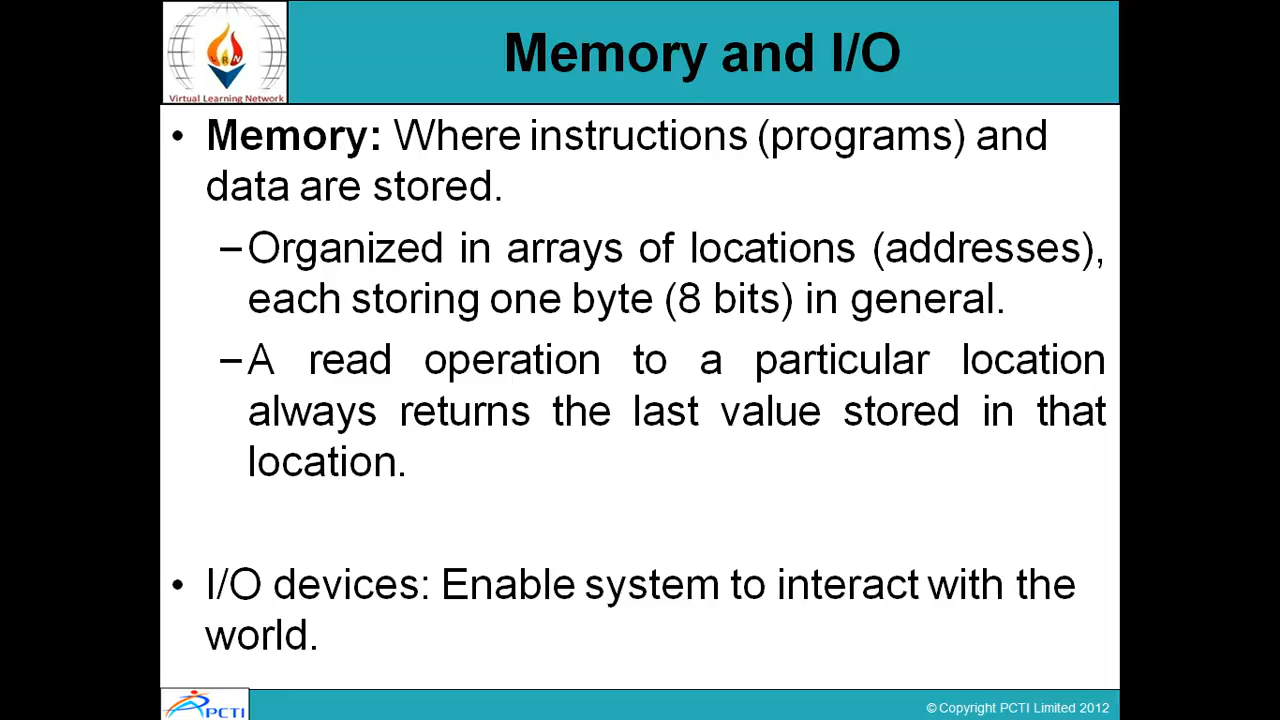 LRN
Virtual Learning Network
Memory and I/O
• Memory: Where instructions (programs) and
data are stored.
–Organized in arrays of locations (addresses),
each storing one byte (8 bits) in general.
–A read operation to a particular location
always returns the last value stored in that
location.
• I/O devices: Enable system to interact with the
world.
PCTI
© Copyright PCTI Limited 2012